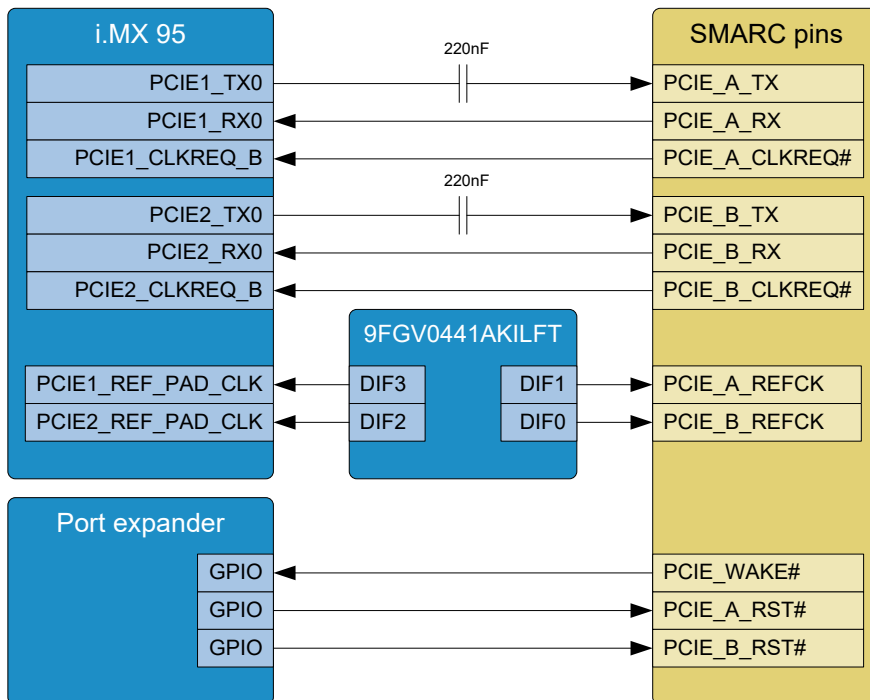 i.MX 95
SMARC pins
220nF
PCIE1_TX0
PCIE_A_TX
PCIE1_RX0
PCIE_A_RX
PCIE1_CLKREQ_B
PCIE_A_CLKREQ#
220nF
PCIE2_TX0
PCIE_B_TX
PCIE2_RX0
PCIE_B_RX
PCIE2_CLKREQ_B
PCIE_B_CLKREQ#
9FGV0441AKILFT
PCIE1_REF_PAD_CLK
DIF3
DIF1
PCIE_A_REFCK
PCIE2_REF_PAD_CLK
DIF2
DIF0
PCIE_B_REFCK
Port expander
GPIO
PCIE_WAKE#
GPIO
PCIE_A_RST#
GPIO
PCIE_B_RST#